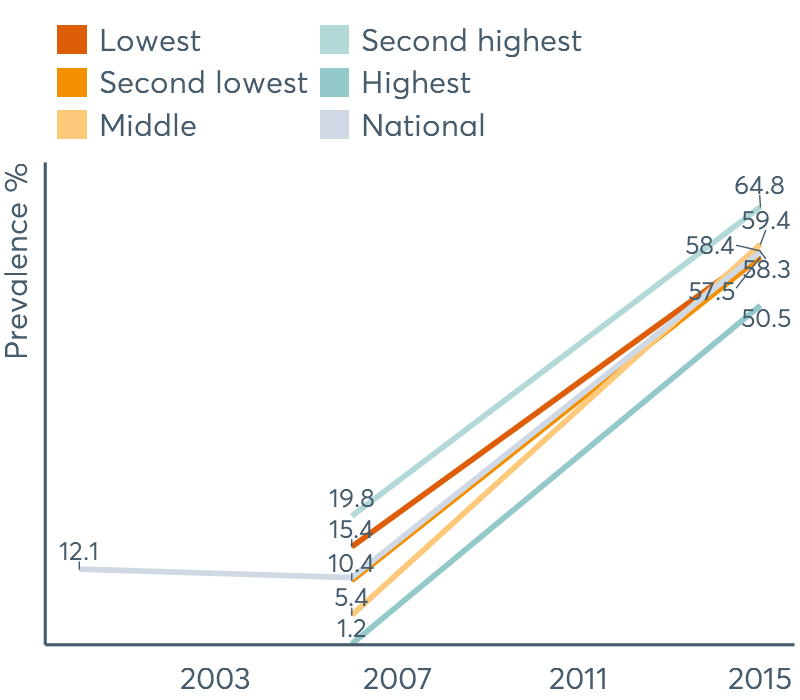 Lowest
Second highest
Second lowest
Highest
Middle
National
Prevalence %
64.8
59.4
58.4
58.3
57.5
50.5
19.8
15.4
12.1
10.4
5.4
1.2
2003
2007
2011
2015